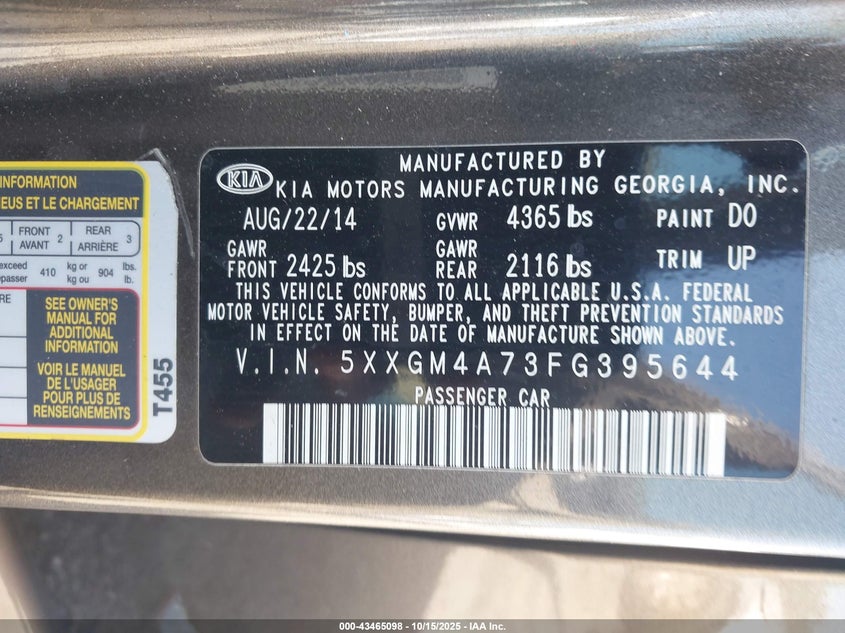 INFORMATION
EUS ET LE CHARGEMENT
FRONT 2 REAR 3
AVANT ARRIÈRE
exceed 410 kg or 904 lbs.
passer kg ou lb.
SEE OWNER'S
MANUAL FOR
ADDITIONAL
INFORMATION
VOIR LE MANUEL
DE L'USAGER
POUR PLUS DE
RENSEIGNEMENTS
T455
MANUFACTURED BY
KIA KIA MOTORS MANUFACTURING GEORGIA, INC.
AUG/22/14 GVWR 4365 lbs PAINT D0
GAWR GAWR
FRONT 2425 lbs REAR 2116 lbs TRIM UP
THIS VEHICLE CONFORMS TO ALL APPLICABLE U.S.A. FEDERAL
MOTOR VEHICLE SAFETY, BUMPER, AND THEFT PREVENTION STANDARDS
IN EFFECT ON THE DATE OF MANUFACTURE SHOWN ABOVE.
V.I.N. 5XXGM4A73FG395644
PASSENGER CAR
000-43465098 - 10/15/2025 - IAA Inc.